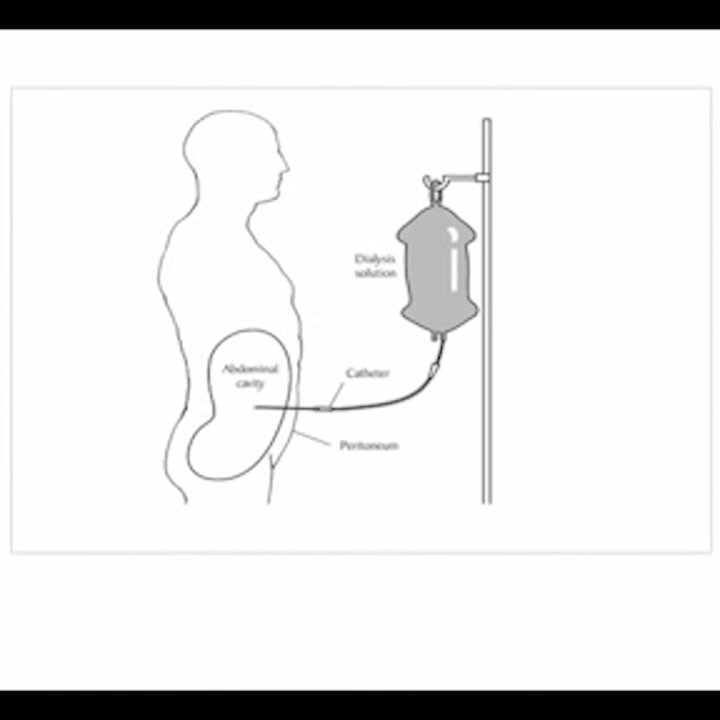 Dialysis
solution
Abdominal
cavity
Catheter
Peritoneum